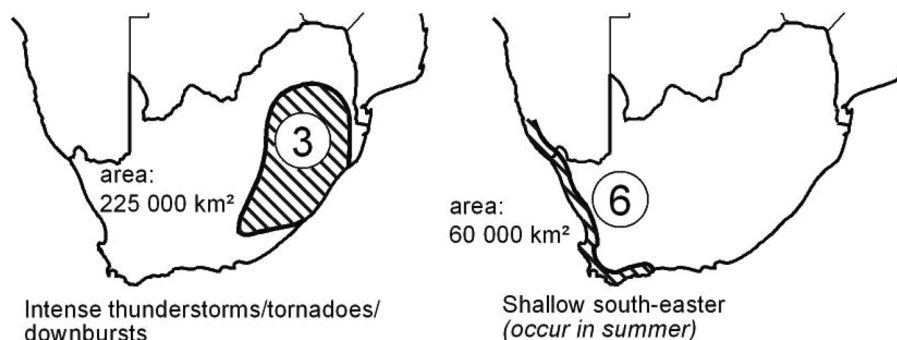 3
area:
225 000 km²
Intense thunderstorms/tornadoes/
downbursts
6
area:
60 000 km²
Shallow south-easter
(occur in summer)